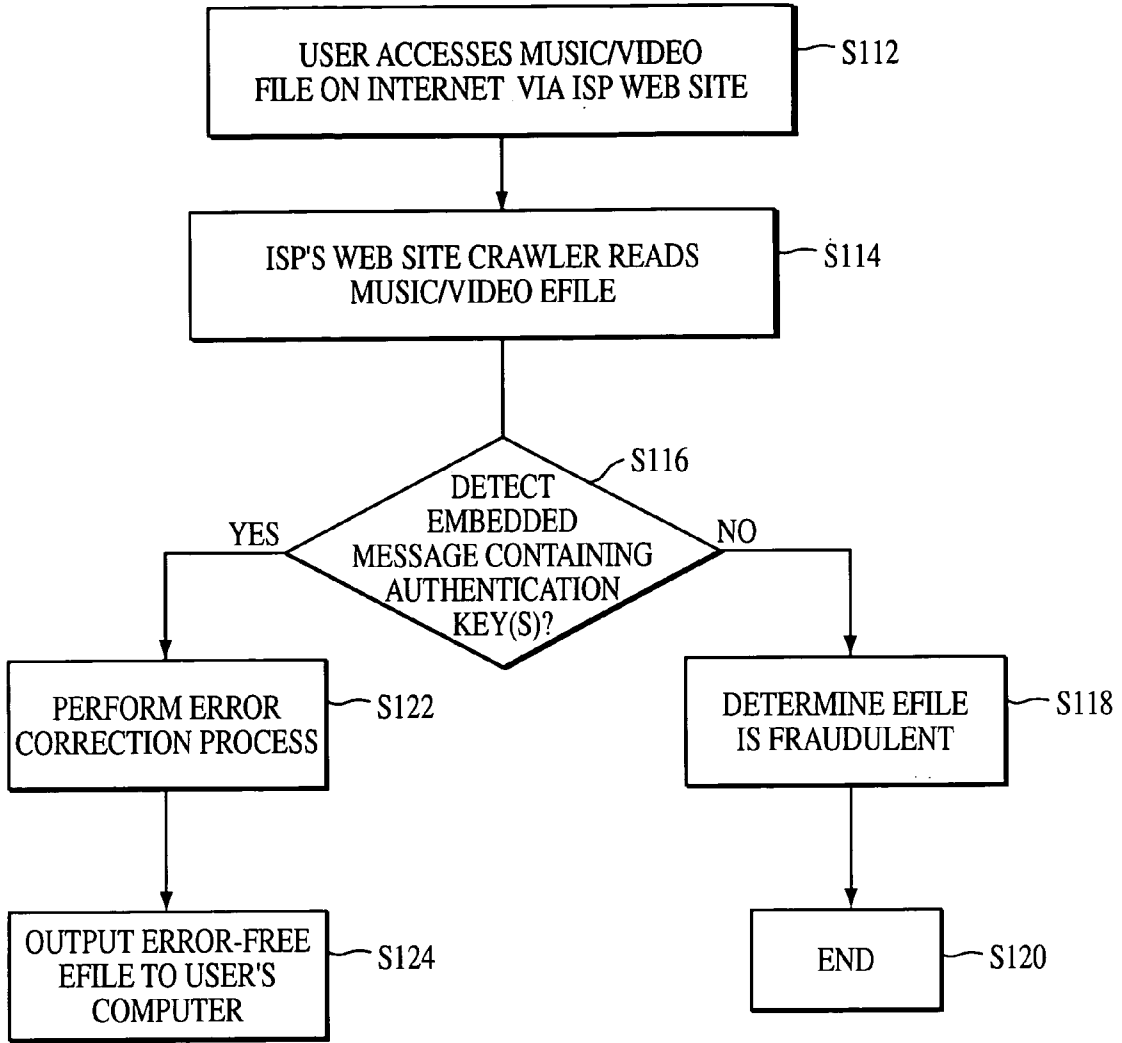 USER ACCESSES MUSIC/VIDEO
FILE ON INTERNET VIA ISP WEB SITE
S112
ISP'S WEB SITE CRAWLER READS
MUSIC/VIDEO EFILE
S114
S116
DETECT
EMBEDDED
MESSAGE CONTAINING
AUTHENTICATION
KEY(S)?
YES
NO
PERFORM ERROR
CORRECTION PROCESS
S122
DETERMINE EFILE
IS FRAUDULENT
S118
OUTPUT ERROR-FREE
EFILE TO USER'S
COMPUTER
S124
END
S120